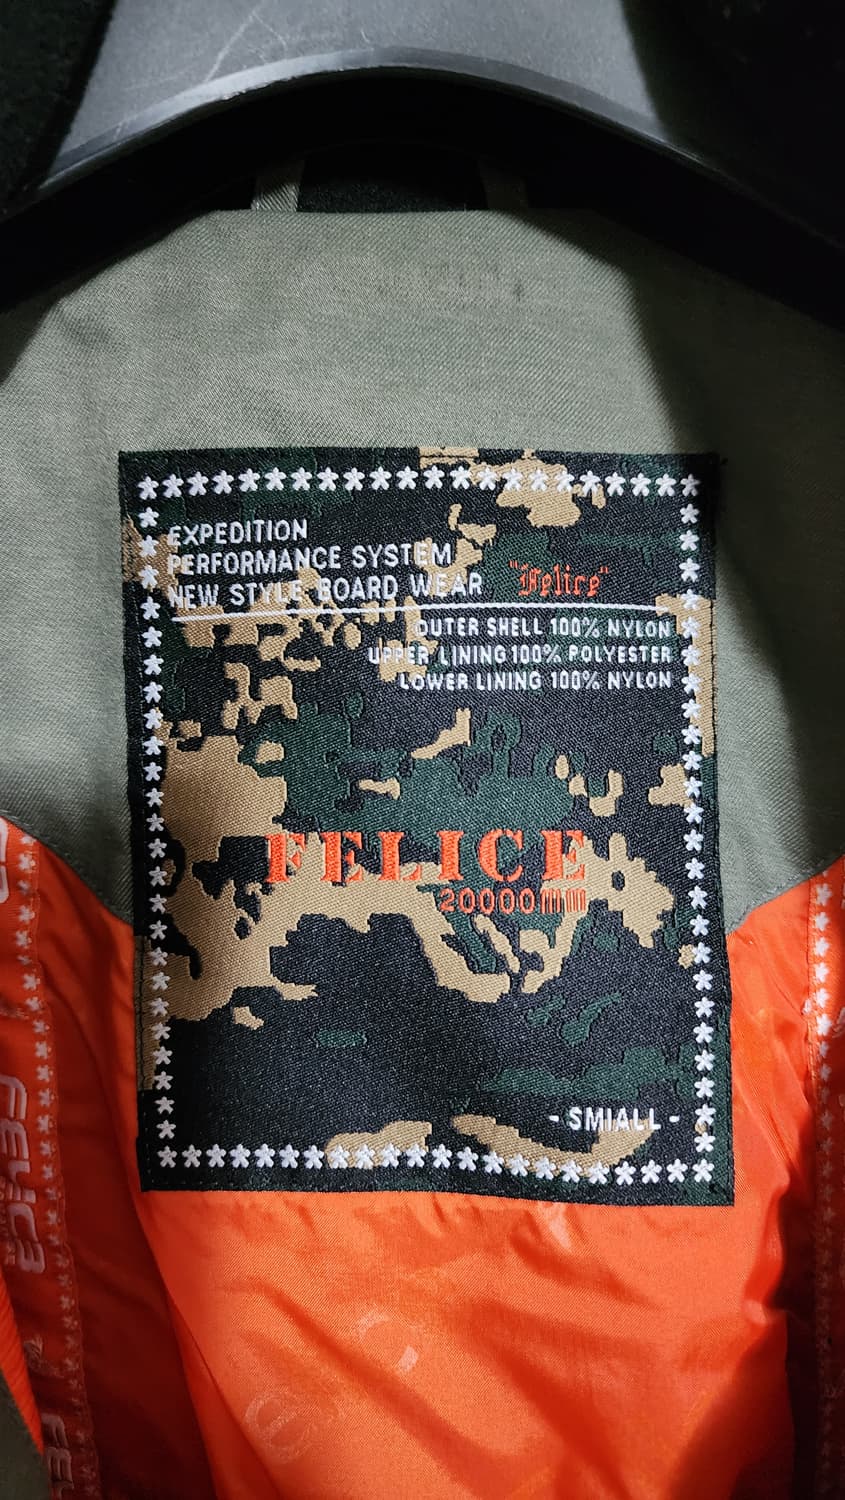 EXPEDITION
PERFORMANCE SYSTEM
NEW STYLE BOARD WEAR "Felice"
OUTER SHELL 100% NYLON
UPPER LINING 100% POLYESTER
LOWER LINING 100% NYLON
FELICE
20000mm
- SMIALL -
FELICE